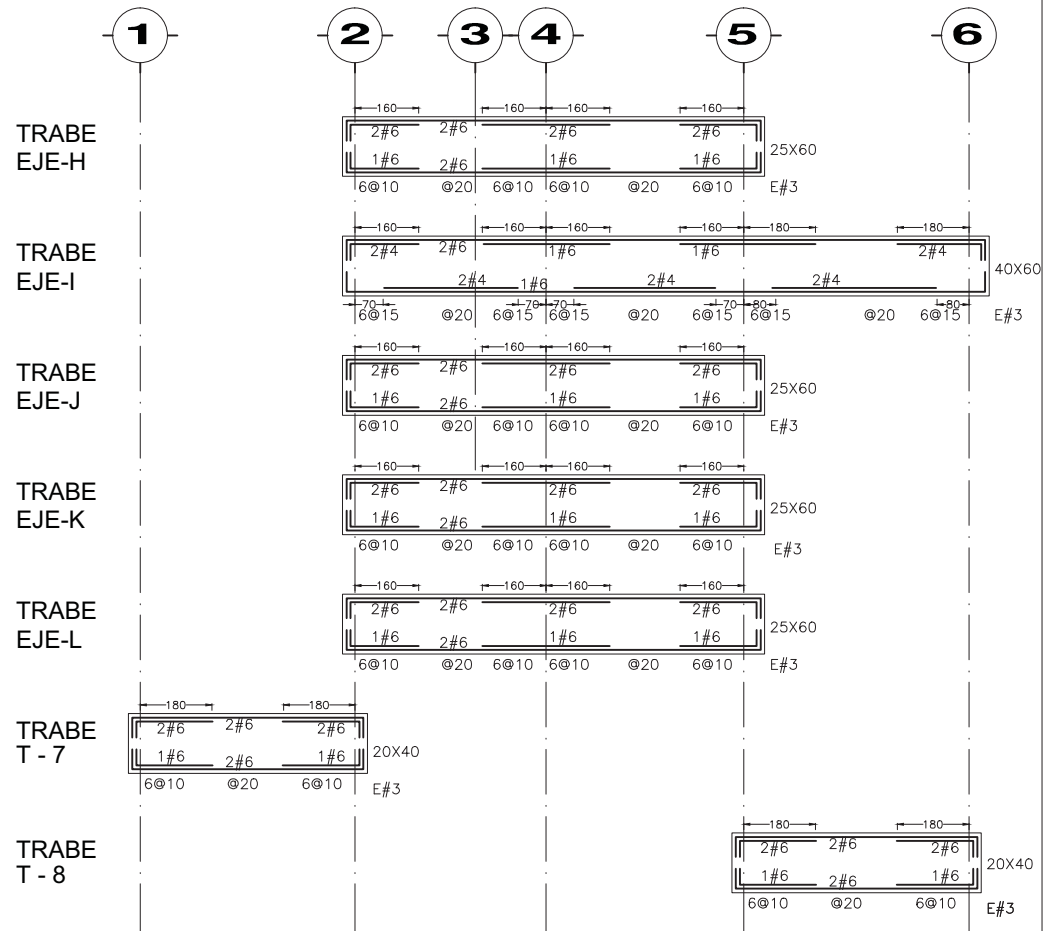 1 2 3 4 5 6
160 160 160 160
TRABE
EJE-H
2#6 2#6 2#6 2#6
25X60
1#6 2#6 1#6 1#6
6@10 @20 6@10 6@10 @20 6@10 E#3
160 160 160 160 180 180
TRABE
EJE-I
2#4 2#6 1#6 1#6 2#4
40X60
2#4 1#6 2#4 2#4
70 70 70 70 80 80
6@15 @20 6@15 6@15 @20 6@15 6@15 @20 6@15 E#3
160 160 160 160
TRABE
EJE-J
2#6 2#6 2#6 2#6
25X60
1#6 2#6 1#6 1#6
6@10 @20 6@10 6@10 @20 6@10 E#3
160 160 160 160
TRABE
EJE-K
2#6 2#6 2#6 2#6
25X60
1#6 2#6 1#6 1#6
6@10 @20 6@10 6@10 @20 6@10 E#3
160 160 160 160
TRABE
EJE-L
2#6 2#6 2#6 2#6
25X60
1#6 2#6 1#6 1#6
6@10 @20 6@10 6@10 @20 6@10 E#3
180 180
TRABE
T - 7
2#6 2#6 2#6
20X40
1#6 2#6 1#6
6@10 @20 6@10 E#3
180 180
TRABE
T - 8
2#6 2#6 2#6
20X40
1#6 2#6 1#6
6@10 @20 6@10 E#3